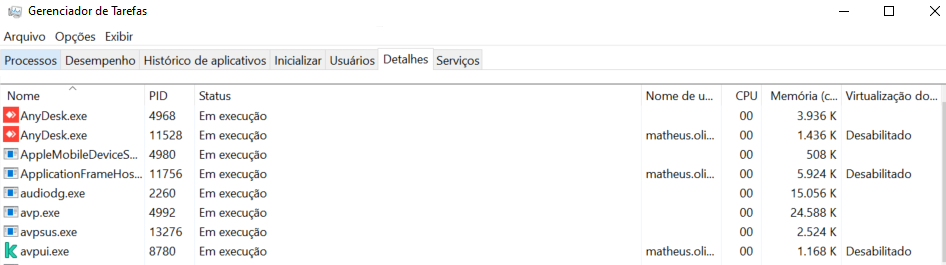 Gerenciador de Tarefas
Arquivo Opções Exibir
Processos Desempenho Histórico de aplicativos Inicializar Usuários Detalhes Serviços
Nome PID Status Nome de u... CPU Memória (c... Virtualização do...
AnyDesk.exe 4968 Em execução 00 3.936 K
AnyDesk.exe 11528 Em execução matheus.oli... 00 1.436 K Desabilitado
AppleMobileDeviceS... 4980 Em execução 00 508 K
ApplicationFrameHos... 11756 Em execução matheus.oli... 00 5.924 K Desabilitado
audiodg.exe 2260 Em execução 00 15.056 K
avp.exe 4992 Em execução 00 24.588 K
avpsus.exe 13276 Em execução 00 2.524 K
avpui.exe 8780 Em execução matheus.oli... 00 1.168 K Desabilitado